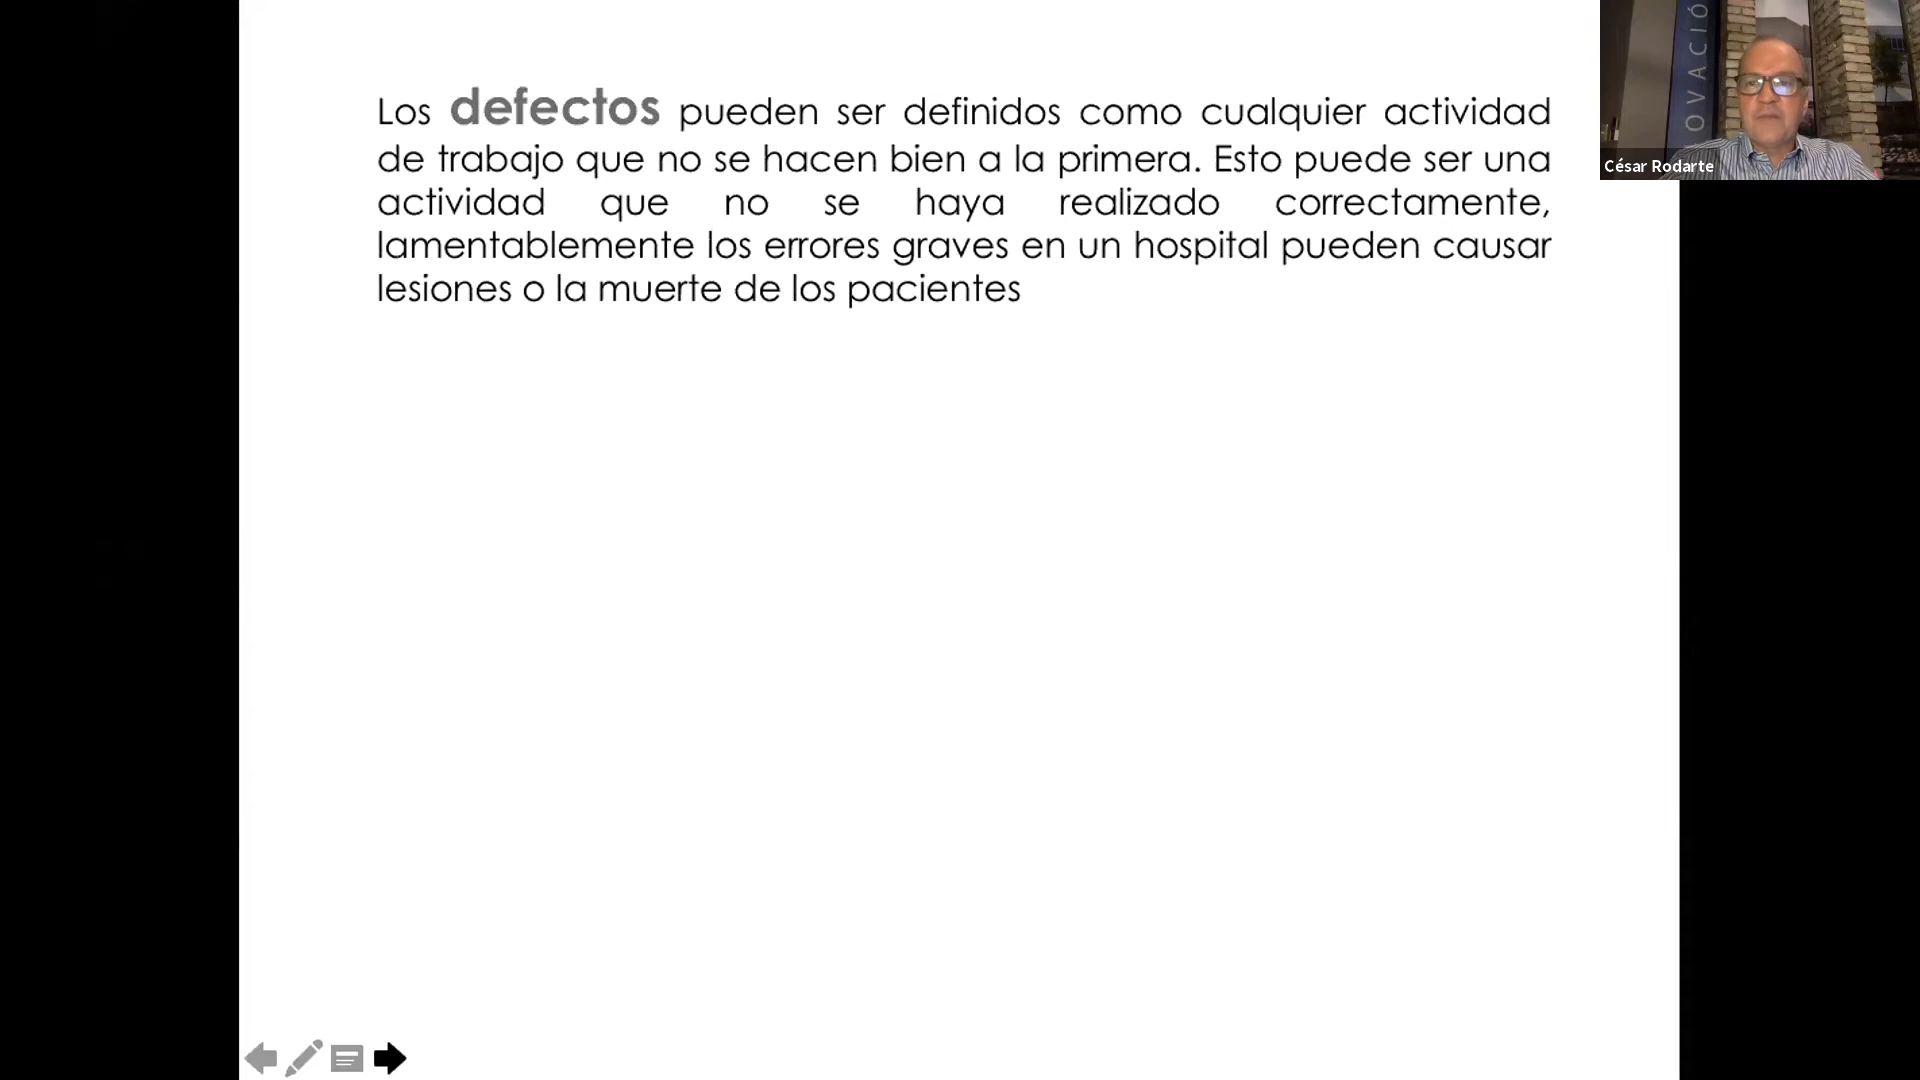 Los defectos pueden ser definidos como cualquier actividad
de trabajo que no se hacen bien a la primera. Esto puede ser una
actividad que no se haya realizado correctamente,
lamentablemente los errores graves en un hospital pueden causar
lesiones o la muerte de los pacientes
OVACIÓ
César Rodarte